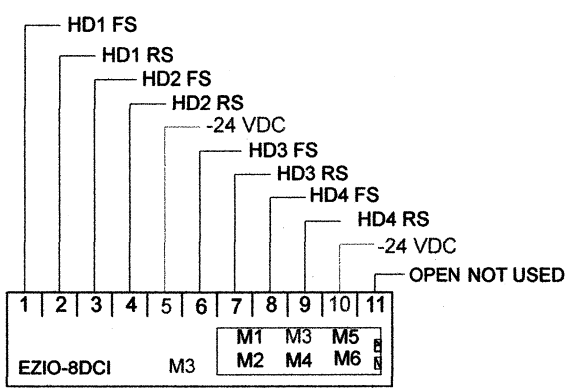 HD1 FS
HD1 RS
HD2 FS
HD2 RS
-24 VDC
HD3 FS
HD3 RS
HD4 FS
HD4 RS
-24 VDC
OPEN NOT USED
1 2 3 4 5 6 7 8 9 10 11
M1 M3 M5
M2 M4 M6
EZIO-8DCI M3